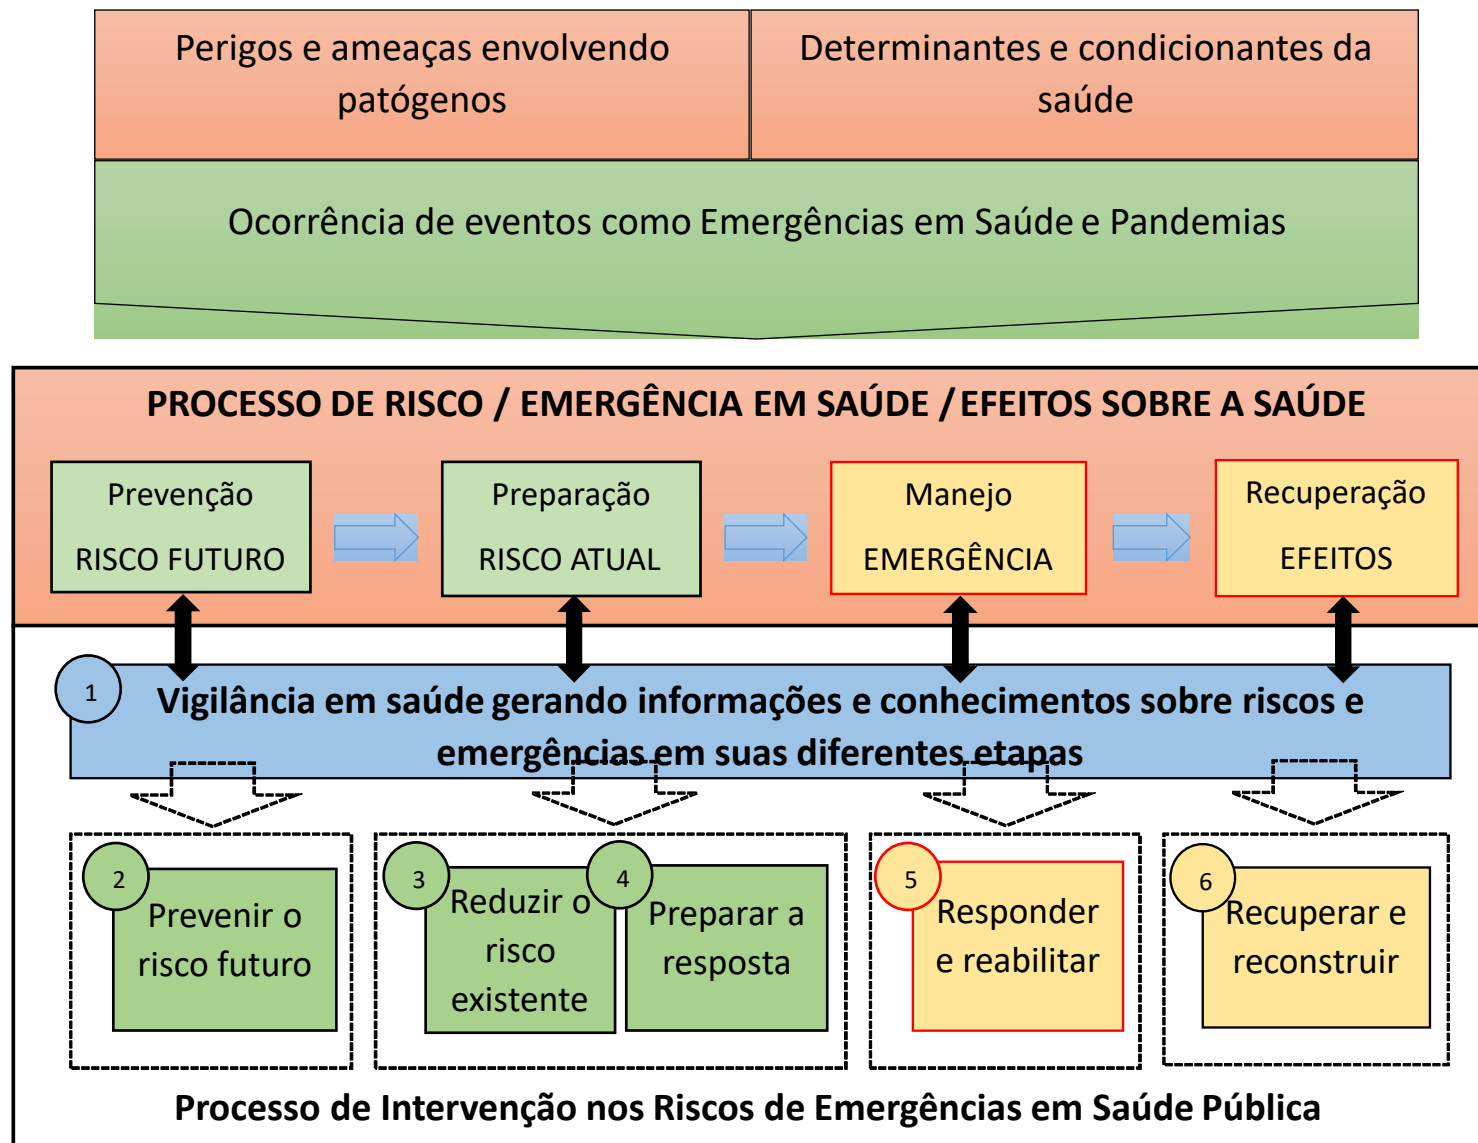 Perigos e ameaças envolvendo
patógenos
Determinantes e condicionantes da
saúde
Ocorrência de eventos como Emergências em Saúde e Pandemias
PROCESSO DE RISCO / EMERGÊNCIA EM SAÚDE / EFEITOS SOBRE A SAÚDE
Prevenção
RISCO FUTURO
Preparação
RISCO ATUAL
Manejo
EMERGÊNCIA
Recuperação
EFEITOS
1
Vigilância em saúde gerando informações e conhecimentos sobre riscos e
emergências em suas diferentes etapas
2
Prevenir o
risco futuro
3
Reduzir o
risco
existente
4
Preparar a
resposta
5
Responder
e reabilitar
6
Recuperar e
reconstruir
Processo de Intervenção nos Riscos de Emergências em Saúde Pública